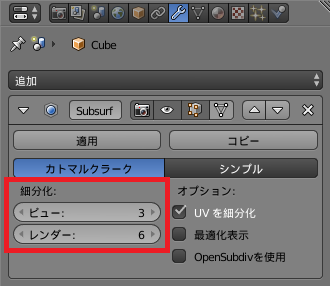 Cube
追加
Subsurf
適用 コピー
カトマルクラーク シンプル
細分化: オプション:
ビュー: 3 UV を細分化
レンダー: 6 最適化表示
OpenSubdivを使用